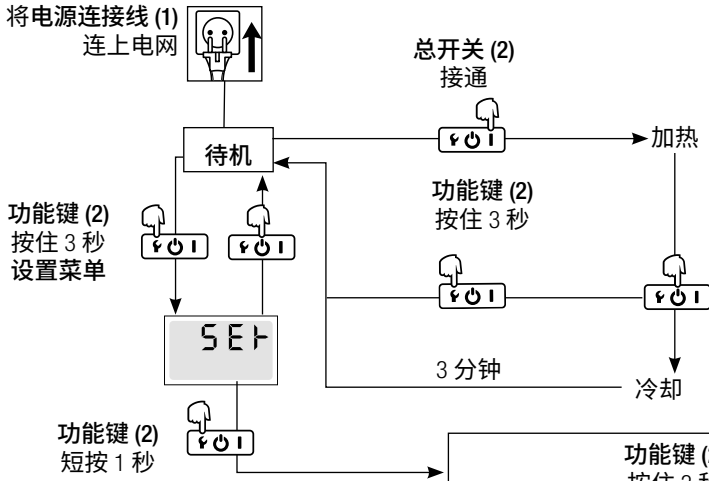 将电源连接线 (1)
连上电网
总开关 (2)
接通
待机
加热
功能键 (2)
按住 3 秒
功能键 (2)
按住 3 秒
设置菜单
SEt
3 分钟
冷却
功能键 (2)
短按 1 秒
功能键